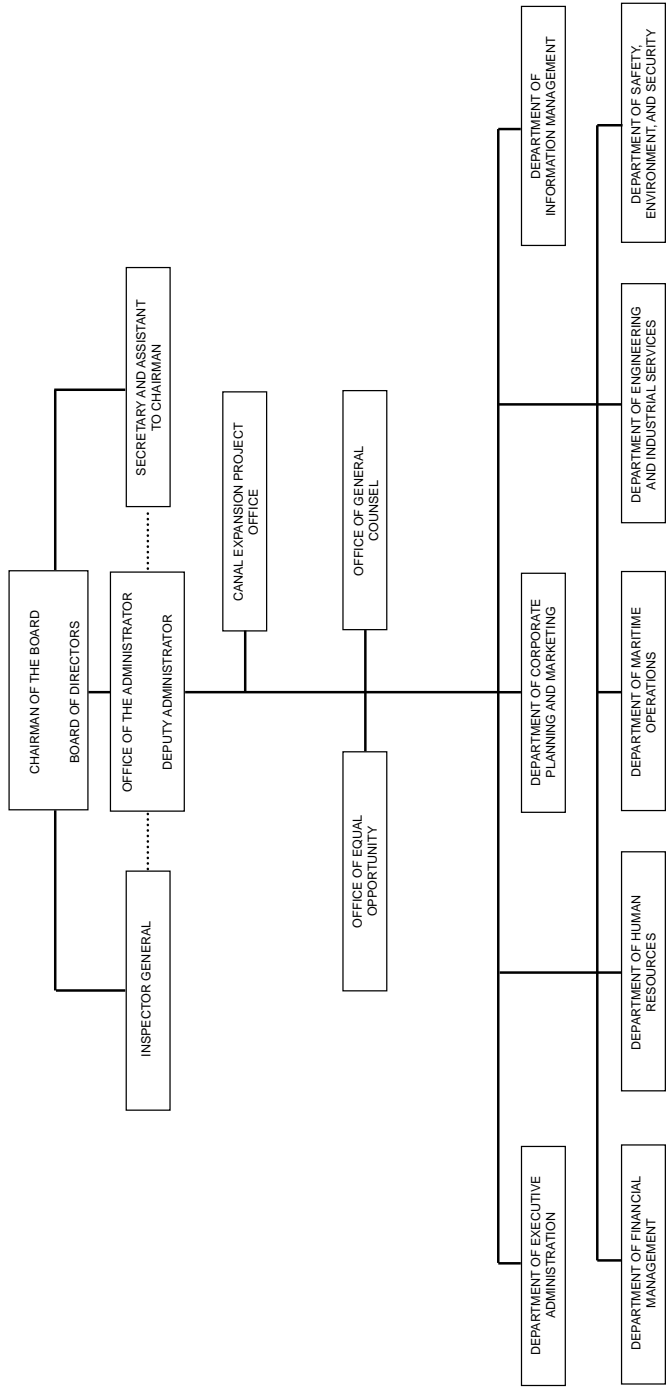 CHAIRMAN OF THE BOARD
BOARD OF DIRECTORS
INSPECTOR GENERAL
OFFICE OF THE ADMINISTRATOR
DEPUTY ADMINISTRATOR
SECRETARY AND ASSISTANT
TO CHAIRMAN
CANAL EXPANSION PROJECT
OFFICE
OFFICE OF EQUAL
OPPORTUNITY
OFFICE OF GENERAL
COUNSEL
DEPARTMENT OF EXECUTIVE
ADMINISTRATION
DEPARTMENT OF CORPORATE
PLANNING AND MARKETING
DEPARTMENT OF
INFORMATION MANAGEMENT
DEPARTMENT OF FINANCIAL
MANAGEMENT
DEPARTMENT OF HUMAN
RESOURCES
DEPARTMENT OF MARITIME
OPERATIONS
DEPARTMENT OF ENGINEERING
AND INDUSTRIAL SERVICES
DEPARTMENT OF SAFETY,
ENVIRONMENT, AND SECURITY